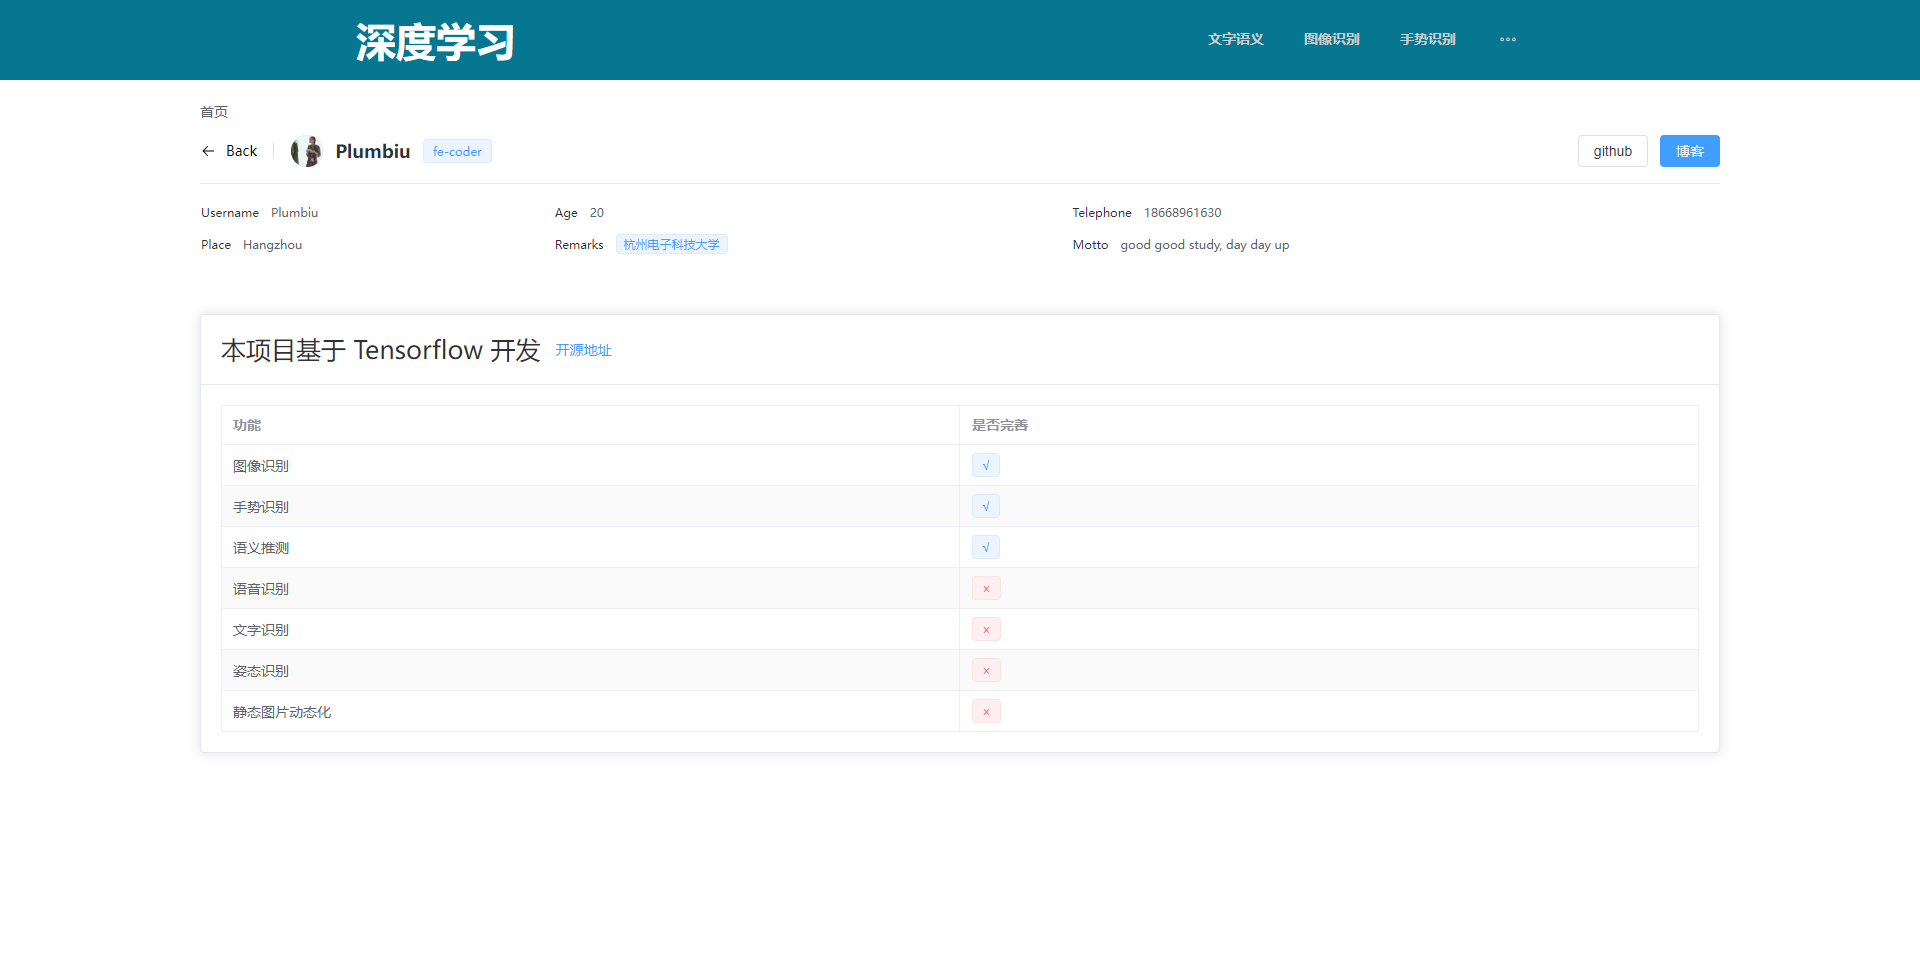 深度学习
文字语义 图像识别 手势识别
首页
Back Plumbiu fe-coder github 博客
Username Plumbiu Age 20 Telephone 18668961630
Place Hangzhou Remarks 杭州电子科技大学 Motto good good study, day day up
本项目基于 Tensorflow 开发 开源地址
功能 是否完善
图像识别 √
手势识别 √
语义推测 √
语音识别 ×
文字识别 ×
姿态识别 ×
静态图片动态化 ×